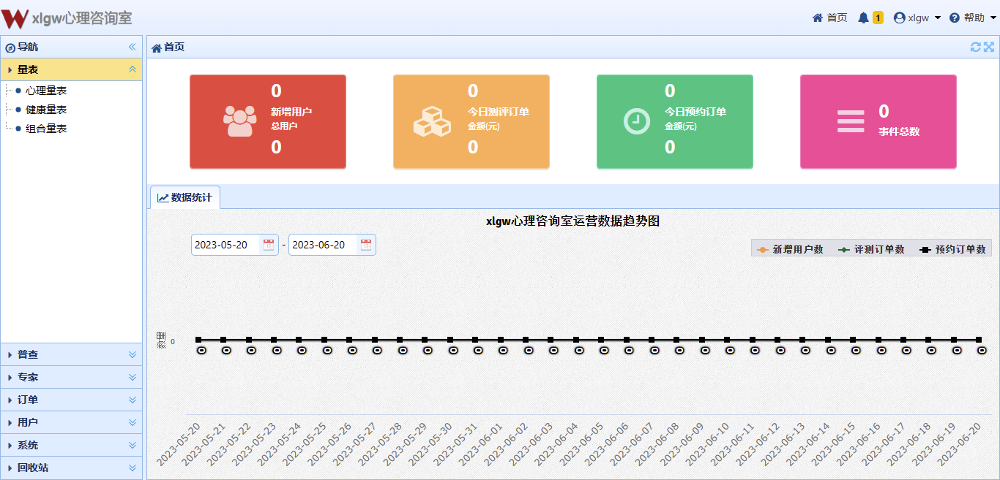 xlgw心理咨询室
首页
1
xlgw
帮助
导航
量表
心理量表
健康量表
组合量表
普查
专家
订单
用户
系统
回收站
首页
0
新增用户
总用户
0
0
今日测评订单
金额(元)
0
0
今日预约订单
金额(元)
0
0
事件总数
数据统计
xlgw心理咨询室运营数据趋势图
2023-05-20 - 2023-06-20
新增用户数 评测订单数 预约订单数
数量
0
0 0 0 0 0 0 0 0 0 0 0 0 0 0 0 0 0 0 0 0 0 0 0 0 0 0 0 0 0 0 0 0
2023-05-20
2023-05-21
2023-05-22
2023-05-23
2023-05-24
2023-05-25
2023-05-26
2023-05-27
2023-05-28
2023-05-29
2023-05-30
2023-05-31
2023-06-01
2023-06-02
2023-06-03
2023-06-04
2023-06-05
2023-06-06
2023-06-07
2023-06-08
2023-06-09
2023-06-10
2023-06-11
2023-06-12
2023-06-13
2023-06-14
2023-06-15
2023-06-16
2023-06-17
2023-06-18
2023-06-19
2023-06-20